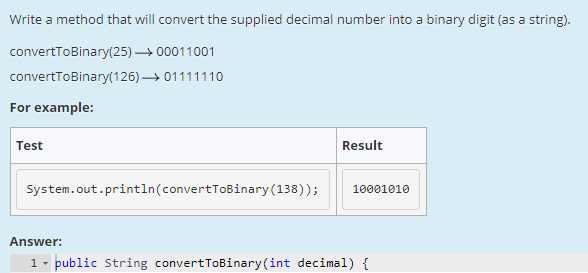 Write a method that will convert the supplied decimal number into a binary digit (as a string).
convertToBinary(25) ⟶ 00011001
convertToBinary(126) ⟶ 01111110
For example:
Test Result
System.out.println(convertToBinary(138)); 10001010
Answer:
1 public String convertToBinary(int decimal) {